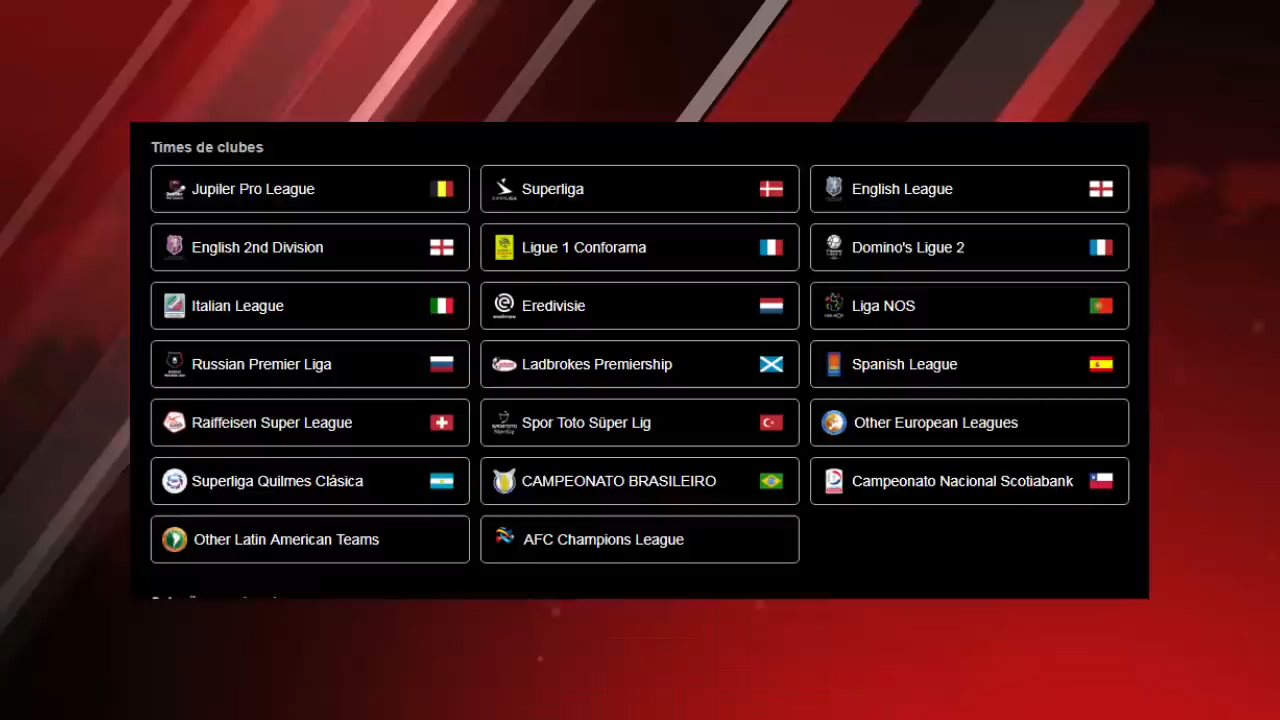 Times de clubes
Jupiler Pro League
Superliga
English League
English 2nd Division
Ligue 1 Conforama
Domino's Ligue 2
Italian League
Eredivisie
Liga NOS
Russian Premier Liga
Ladbrokes Premiership
Spanish League
Raiffeisen Super League
Spor Toto Süper Lig
Other European Leagues
Superliga Quilmes Clásica
CAMPEONATO BRASILEIRO
Campeonato Nacional Scotiabank
Other Latin American Teams
AFC Champions League